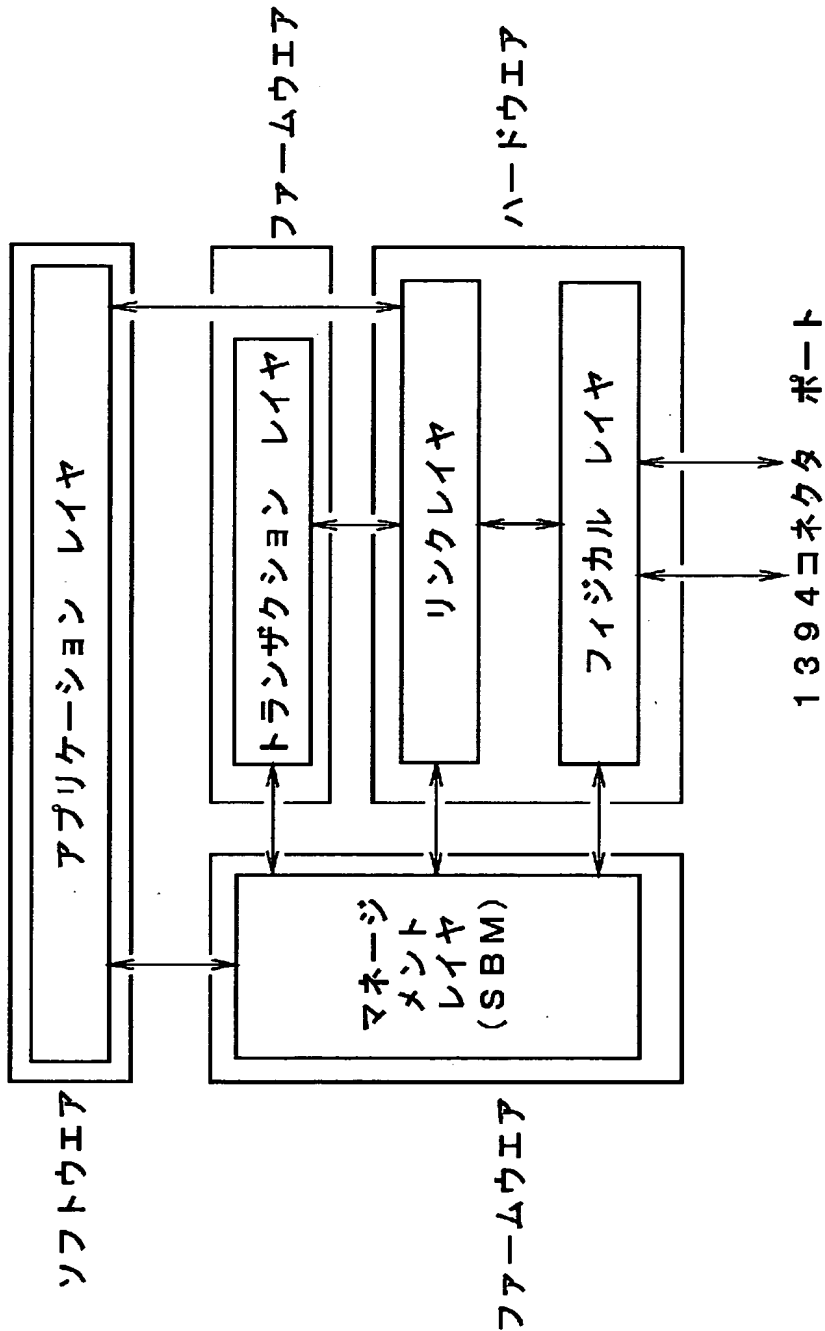 ソフトウエア
アプリケーション レイヤ
ファームウエア
トランザクション レイヤ
ファームウエア
マネージ
メント
レイヤ
(SBM)
ハードウエア
リンクレイヤ
フィジカル レイヤ
1394コネクタ ポート